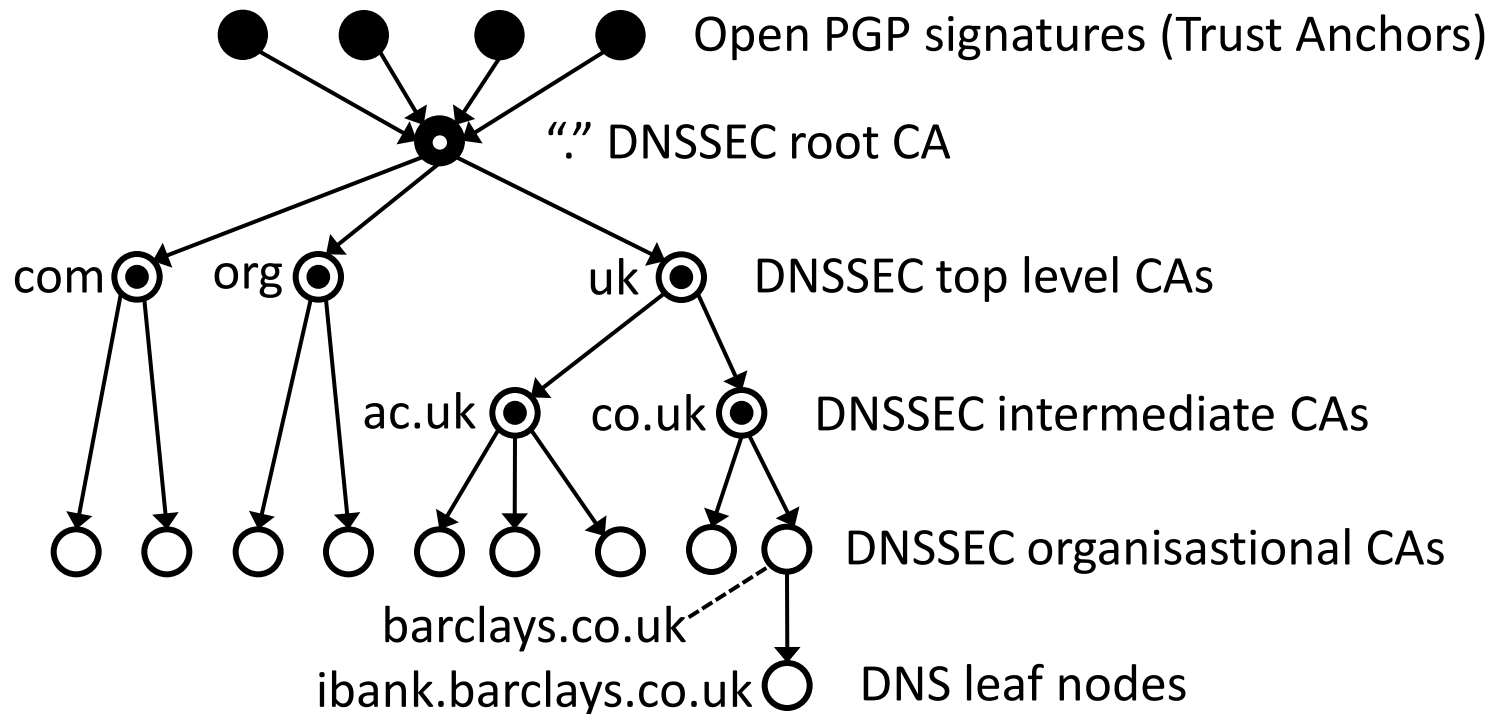 Open PGP signatures (Trust Anchors)
“.” DNSSEC root CA
com
org
uk
DNSSEC top level CAs
ac.uk
co.uk
DNSSEC intermediate CAs
DNSSEC organisastional CAs
barclays.co.uk
ibank.barclays.co.uk
DNS leaf nodes